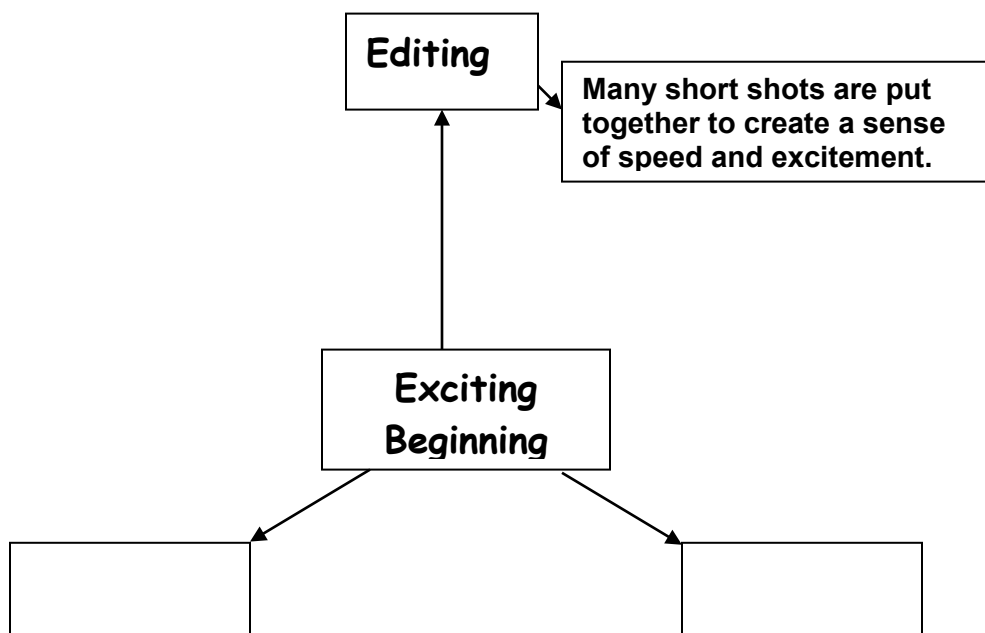 Editing
Many short shots are put
together to create a sense
of speed and excitement.
Exciting
Beginning